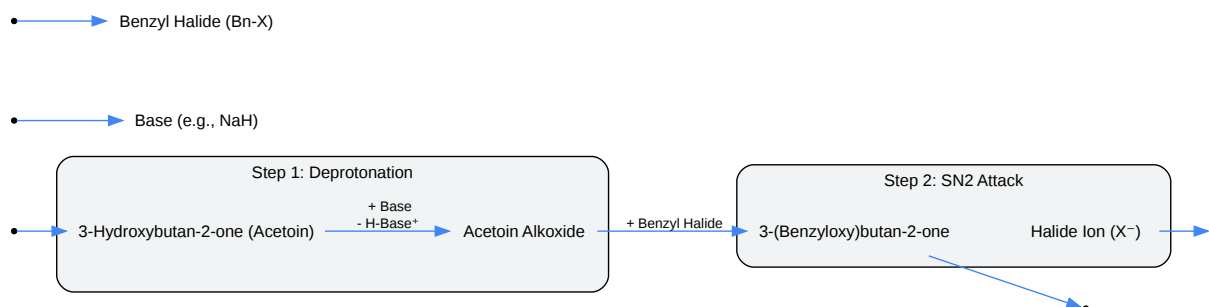 Benzyl Halide (Bn-X)
Base (e.g., NaH)
Step 1: Deprotonation
+ Base
- H-Base⁺
3-Hydroxybutan-2-one (Acetoin)
Acetoin Alkoxide
+ Benzyl Halide
Step 2: SN2 Attack
3-(Benzyloxy)butan-2-one
Halide Ion (X⁻)